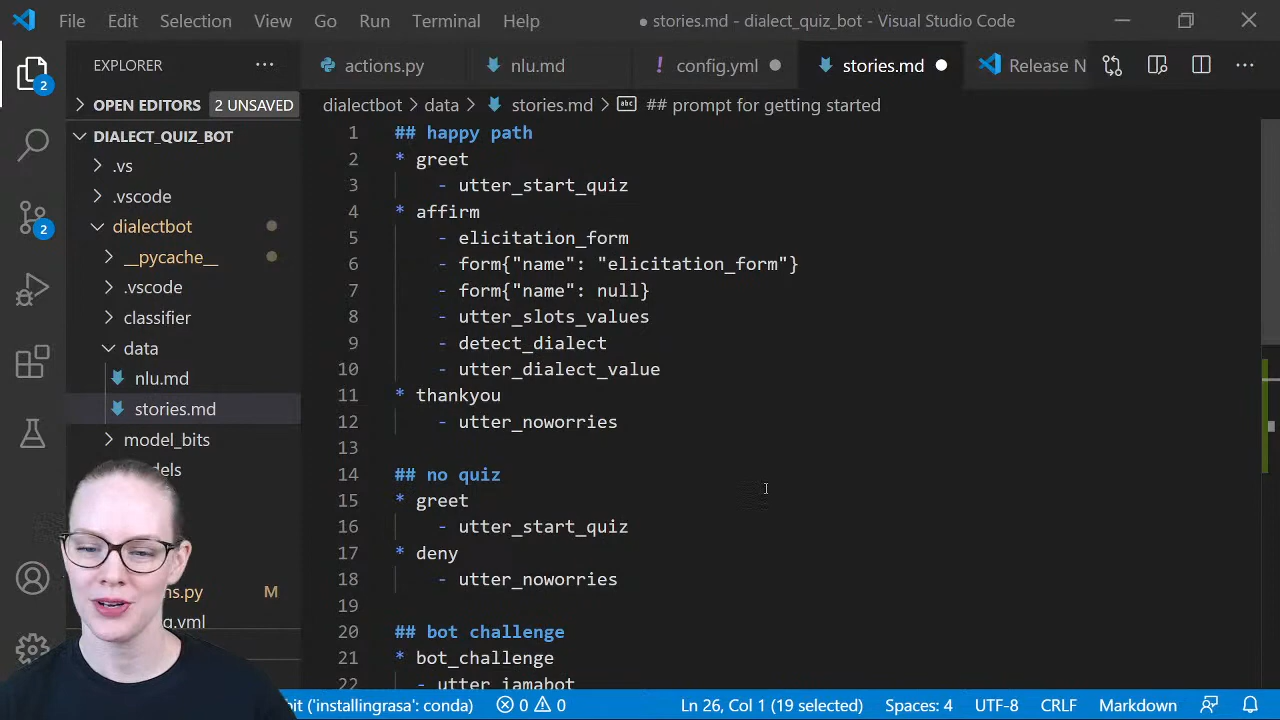 File Edit Selection View Go Run Terminal Help
● stories.md - dialect_quiz_bot - Visual Studio Code
EXPLORER ···
actions.py nlu.md ! config.yml ● stories.md ● Release N ···
OPEN EDITORS 2 UNSAVED
dialectbot > data > stories.md > abc ## prompt for getting started
DIALECT_QUIZ_BOT
.vs
.vscode
dialectbot
__pycache__
.vscode
classifier
data
nlu.md
stories.md
model_bits
dels
ns.py M
g.yml
2
2
1 ## happy path
2 * greet
3 - utter_start_quiz
4 * affirm
5 - elicitation_form
6 - form{"name": "elicitation_form"}
7 - form{"name": null}
8 - utter_slots_values
9 - detect_dialect
10 - utter_dialect_value
11 * thankyou
12 - utter_noworries
13
14 ## no quiz
15 * greet
16 - utter_start_quiz
17 * deny
18 - utter_noworries
19
20 ## bot challenge
21 * bot_challenge
22 - utter_iamabot
bit ('installingrasa': conda) 0 0 Ln 26, Col 1 (19 selected) Spaces: 4 UTF-8 CRLF Markdown